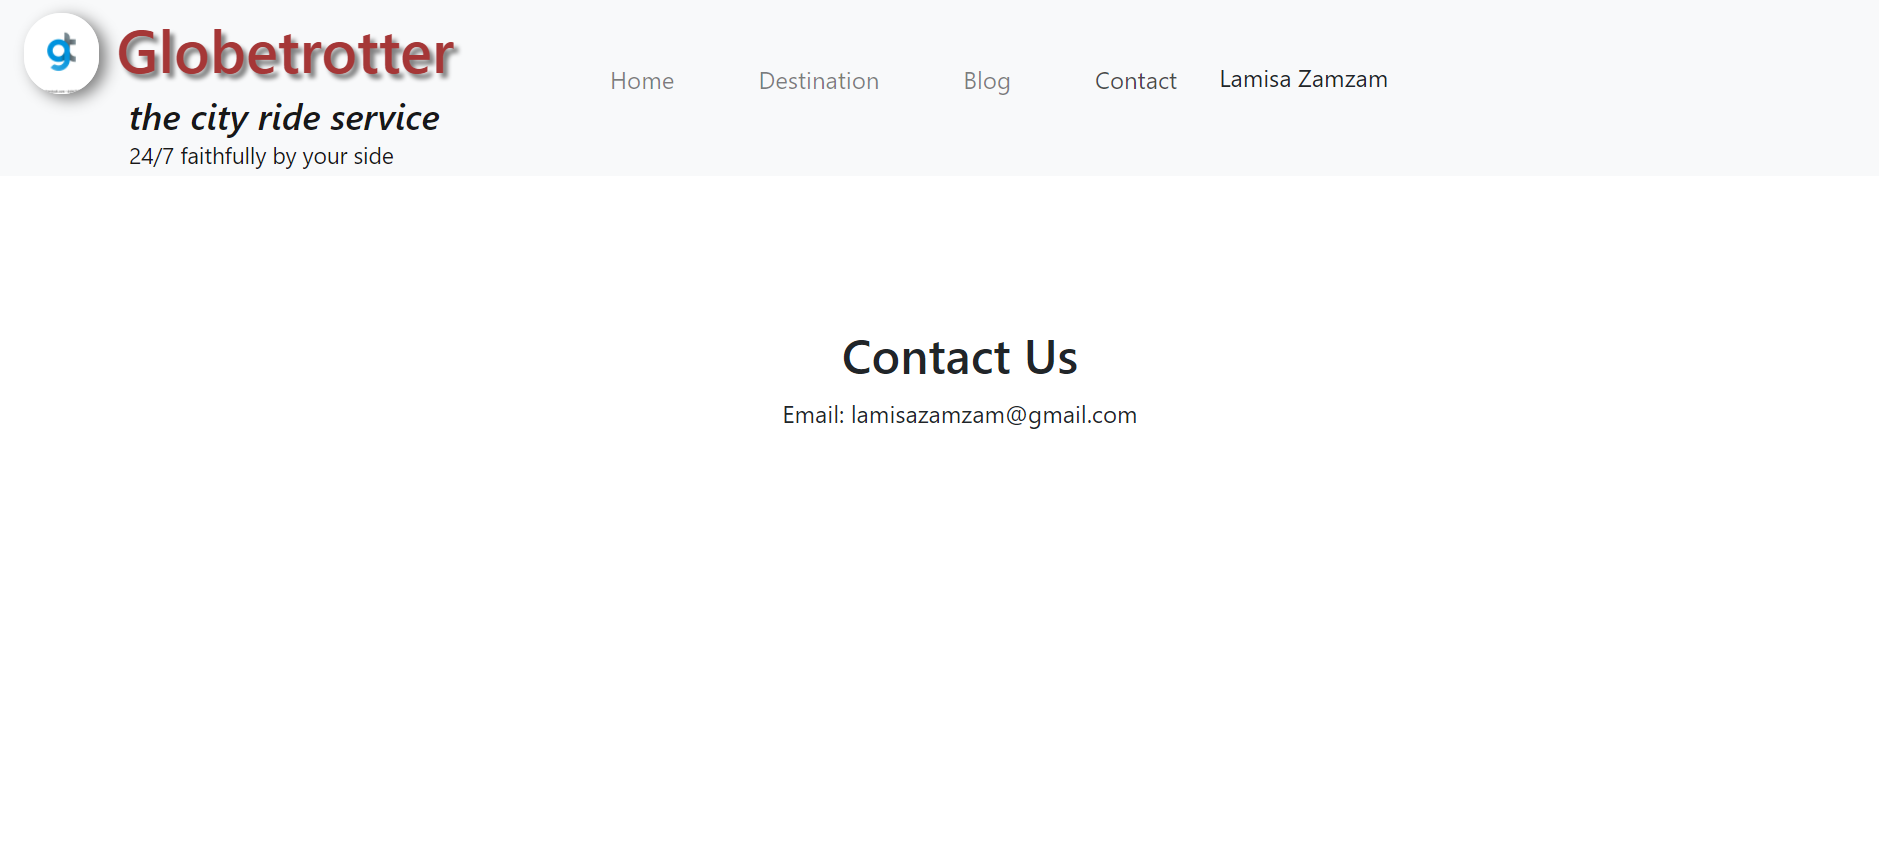 gt
Globetrotter
the city ride service
24/7 faithfully by your side
Home
Destination
Blog
Contact
Lamisa Zamzam
Contact Us
Email: lamisazamzam@gmail.com